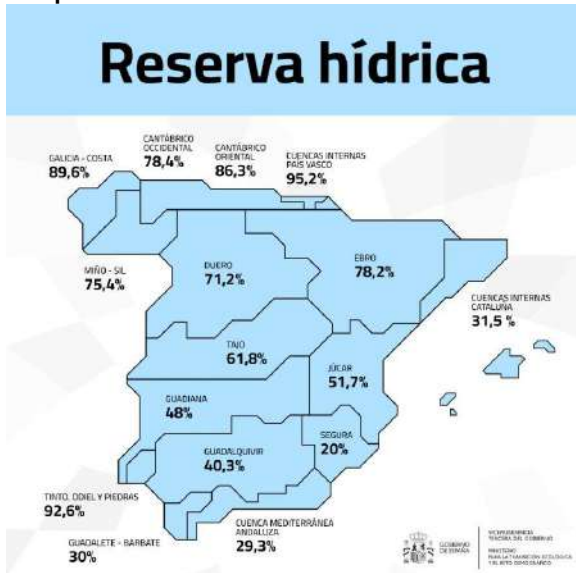 Reserva hídrica
CANTÁBRICO
OCCIDENTAL
78,4%
CANTÁBRICO
ORIENTAL
86,3%
CUENCAS INTERNAS
PAÍS VASCO
95,2%
GALICIA - COSTA
89,6%
MIÑO - SIL
75,4%
DUERO
71,2%
EBRO
78,2%
CUENCAS INTERNAS
CATALUÑA
31,5 %
TAJO
61,8%
JÚCAR
51,7%
GUADIANA
48%
SEGURA
20%
GUADALQUIVIR
40,3%
TINTO, ODIEL Y PIEDRAS
92,6%
CUENCA MEDITERRÁNEA
ANDALUZA
29,3%
GUADALETE - BARBATE
30%
GOBIERNO
DE ESPAÑA
VICEPRESIDENCIA
TERCERA DEL GOBIERNO
MINISTERIO
PARA LA TRANSICIÓN ECOLÓGICA
Y EL RETO DEMOGRÁFICO